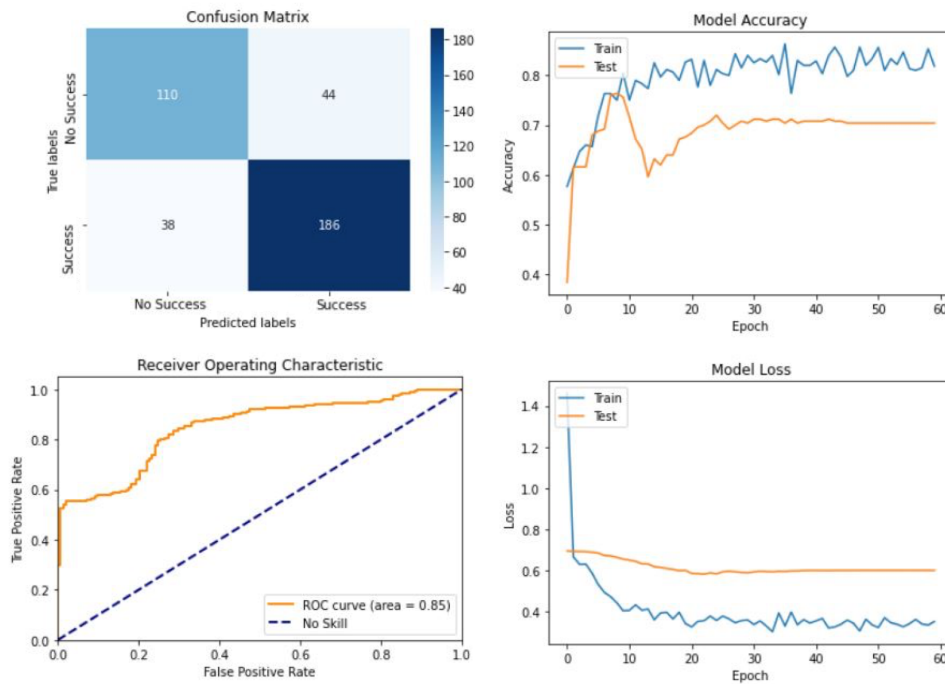 Confusion Matrix
True labels
No Success
Success
110
44
38
186
No Success
Success
Predicted labels
180
160
140
120
100
80
60
40
Model Accuracy
Train
Test
Accuracy
0.8
0.7
0.6
0.5
0.4
0
10
20
30
40
50
60
Epoch
Receiver Operating Characteristic
True Positive Rate
1.0
0.8
0.6
0.4
0.2
0.0
ROC curve (area = 0.85)
No Skill
0.0
0.2
0.4
0.6
0.8
1.0
False Positive Rate
Model Loss
Train
Test
Loss
1.4
1.2
1.0
0.8
0.6
0.4
0
10
20
30
40
50
60
Epoch